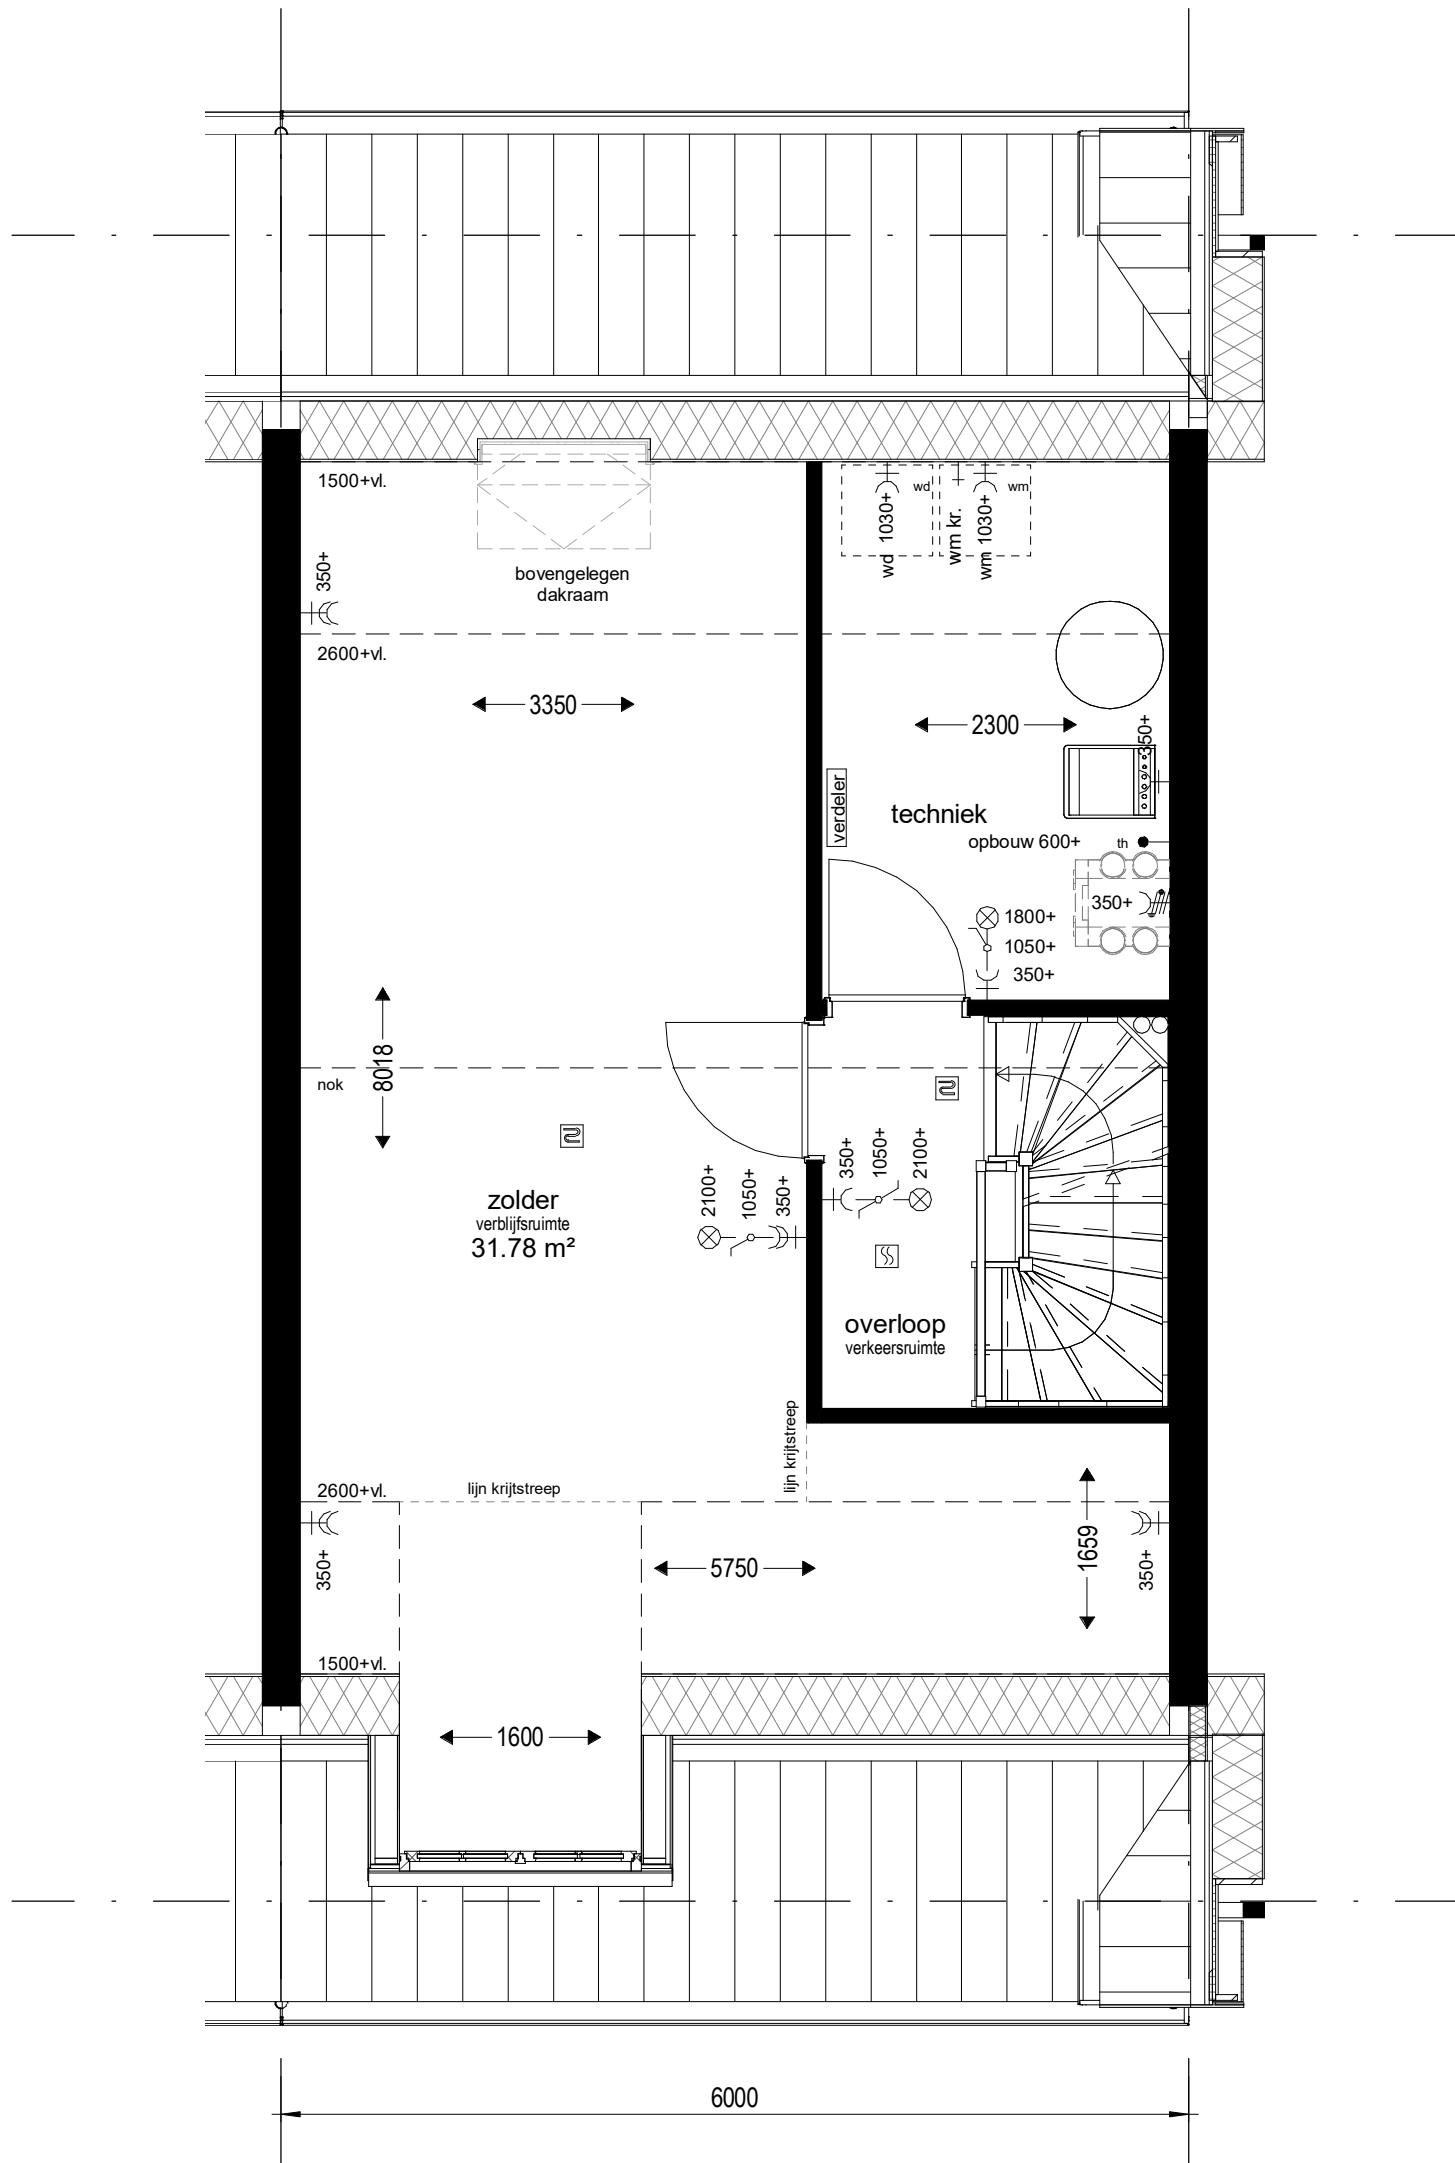 1500+vl.
350+
bovengelegen
dakraam
2600+vl.
3350
wd
wm
wd 1030+
wm kr.
wm 1030+
2300
350+
verdeler
techniek
opbouw 600+
th
350+
1800+
1050+
350+
8018
nok
zolder
verblijfsruimte
31.78 m²
2100+
1050+
350+
350+
1050+
2100+
overloop
verkeersruimte
lijn krijtstreep
2600+vl.
lijn krijtstreep
350+
5750
1659
350+
1500+vl.
1600
6000